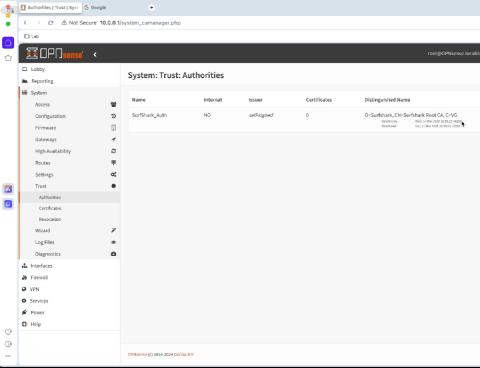 Authorities | Trust | Syst
Google
Not Secure 10.0.0.1/system_camanager.php
Lab
OPNsense
root@OPNsense.localdo
Lobby
Reporting
System
Access
Configuration
Firmware
Gateways
High Availability
Routes
Settings
Trust
Authorities
Certificates
Revocation
Wizard
Log Files
Diagnostics
Interfaces
Firewall
VPN
Services
Power
Help
System: Trust: Authorities
Name Internal Issuer Certificates Distinguished Name
SurfShark_Auth NO self-signed 0 O=Surfshark, CN=Surfshark Root CA, C=VG
OPNsense (c) 2014-2024 Deciso B.V.